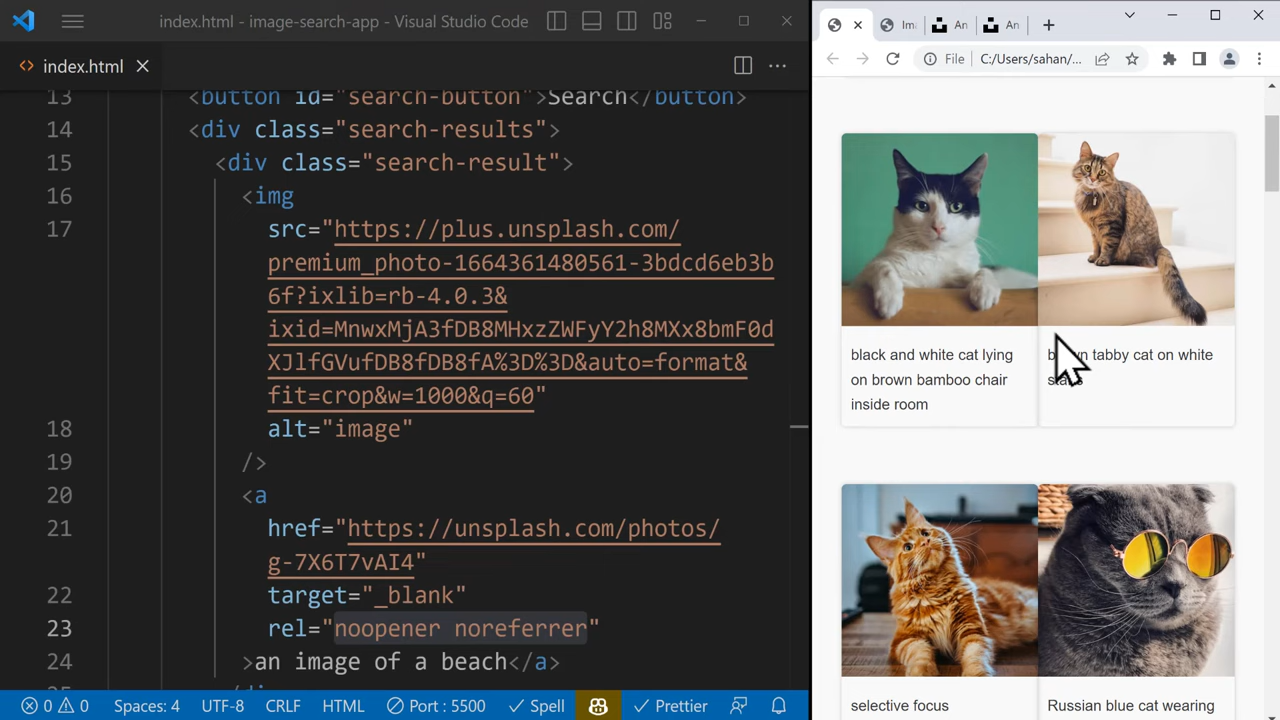 index.html - image-search-app - Visual Studio Code
index.html
13 <button id="search-button">Search</button>
14 <div class="search-results">
15 <div class="search-result">
16 <img
17 src="https://plus.unsplash.com/
premium_photo-1664361480561-3bdcd6eb3b
6f?ixlib=rb-4.0.3&
ixid=MnwxMjA3fDB8MHxzZWFyY2h8MXx8bmF0d
XJlfGVufDB8fDB8fA%3D%3D&auto=format&
fit=crop&w=1000&q=60"
18 alt="image"
19 />
20 <a
21 href="https://unsplash.com/photos/
g-7X6T7vAI4"
22 target="_blank"
23 rel="noopener noreferrer"
24 >an image of a beach</a>
0 0 Spaces: 4 UTF-8 CRLF HTML Port : 5500 Spell Prettier
Ima An An
File C:/Users/sahan/...
black and white cat lying
on brown bamboo chair
inside room
tabby cat on white
selective focus
Russian blue cat wearing